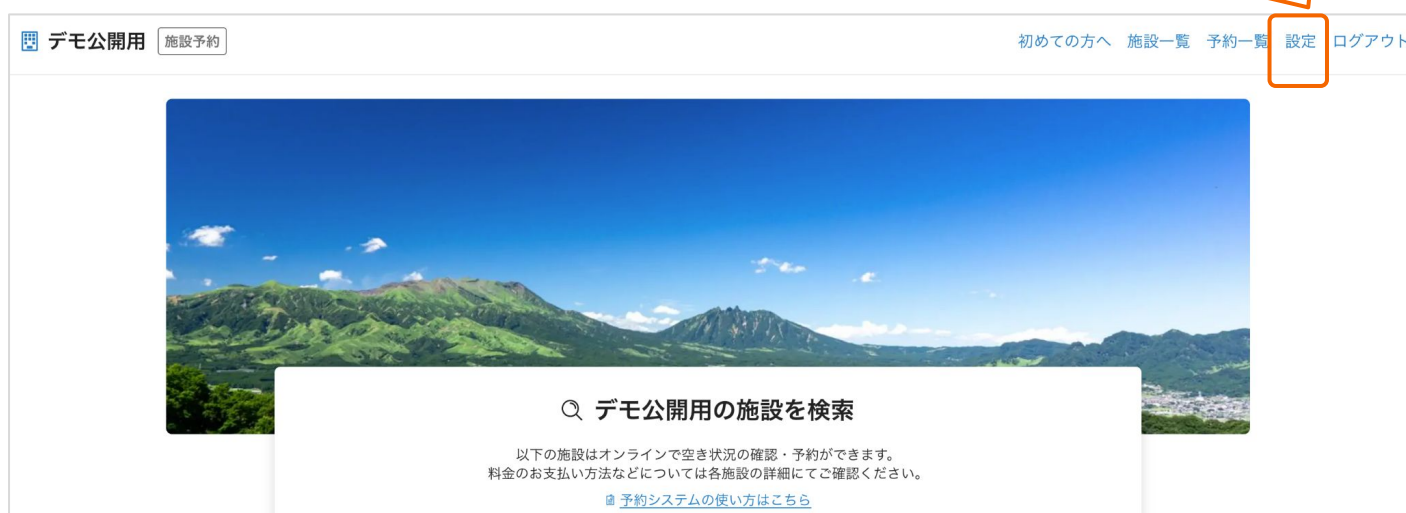 デモ公開用 施設予約
初めての方へ 施設一覧 予約一覧 設定 ログアウト
デモ公開用の施設を検索
以下の施設はオンラインで空き状況の確認・予約ができます。
料金のお支払い方法などについては各施設の詳細にてご確認ください。
予約システムの使い方はこちら